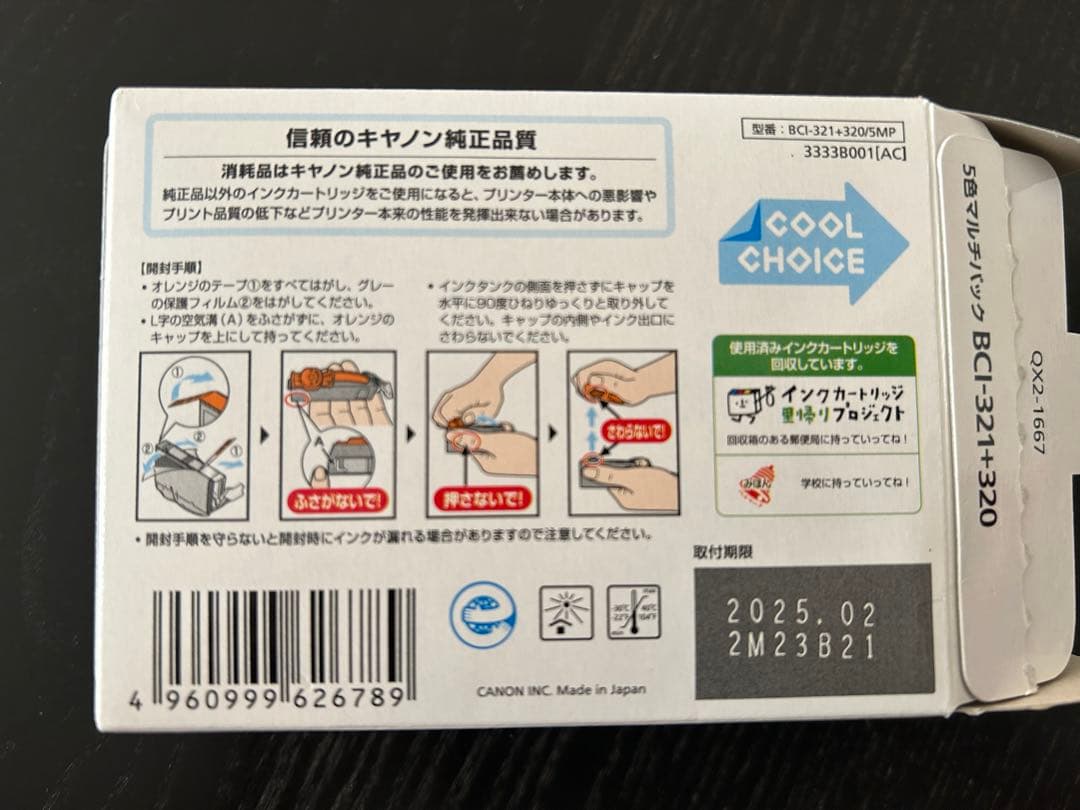 信頼のキヤノン純正品質
消耗品はキヤノン純正品のご使用をお薦めします。
純正品以外のインクカートリッジをご使用になると、プリンター本体への悪影響や
プリント品質の低下などプリンター本来の性能を発揮出来ない場合があります。
型番：BCI-321+320/5MP
3333B001[AC]
COOL
CHOICE
【開封手順】
・オレンジのテープ①をすべてはがし、グレー
の保護フィルム②をはがしてください。
・L字の空気溝（A）をふさがずに、オレンジの
キャップを上にして持ってください。
・インクタンクの側面を押さずにキャップを
水平に90度ひねりゆっくりと取り外して
ください。キャップの内側やインク出口に
さわらないでください。
①
②
②
①
A
ふさがないで!
押さないで!
さわらないで!
・開封手順を守らないと開封時にインクが漏れる場合がありますので注意してください。
使用済みインクカートリッジを
回収しています。
インクカートリッジ
里帰りプロジェクト
回収箱のある郵便局に持っていってね!
みほん
学校に持っていってね!
取付期限
2025.02
2M23B21
4 960999 626789
max
-30℃
-22℉
40℃
104℉
min
CANON INC. Made in Japan
5色マルチパック BCI-321+320
QX2-1667